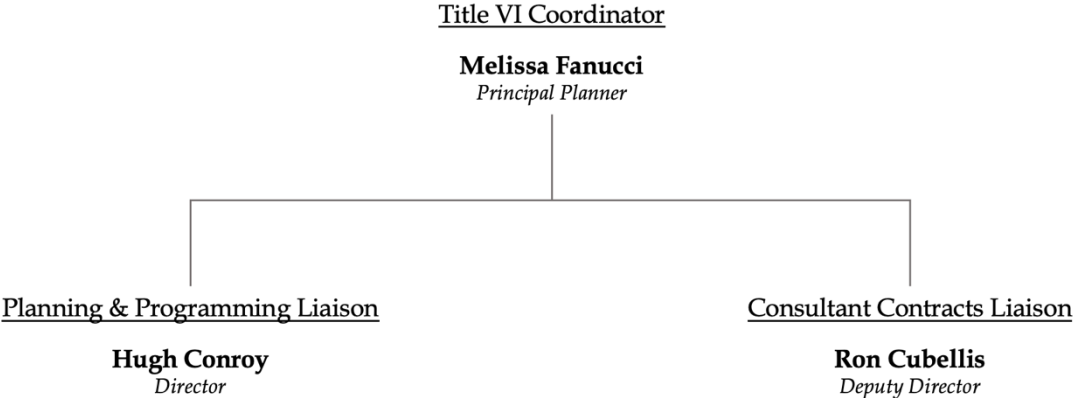 Title VI Coordinator
Melissa Fanucci
Principal Planner
Planning & Programming Liaison
Hugh Conroy
Director
Consultant Contracts Liaison
Ron Cubellis
Deputy Director